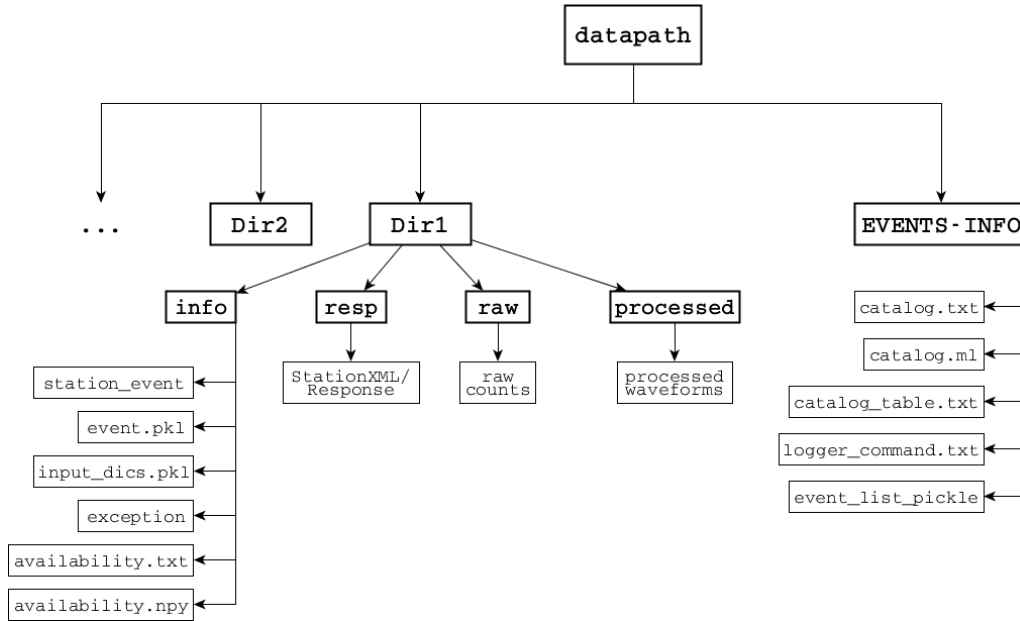 datapath
...
Dir2
Dir1
EVENTS-INFO
info
resp
raw
processed
StationXML/
Response
raw
counts
processed
waveforms
station_event
event.pkl
input_dics.pkl
exception
availability.txt
availability.npy
catalog.txt
catalog.ml
catalog_table.txt
logger_command.txt
event_list_pickle